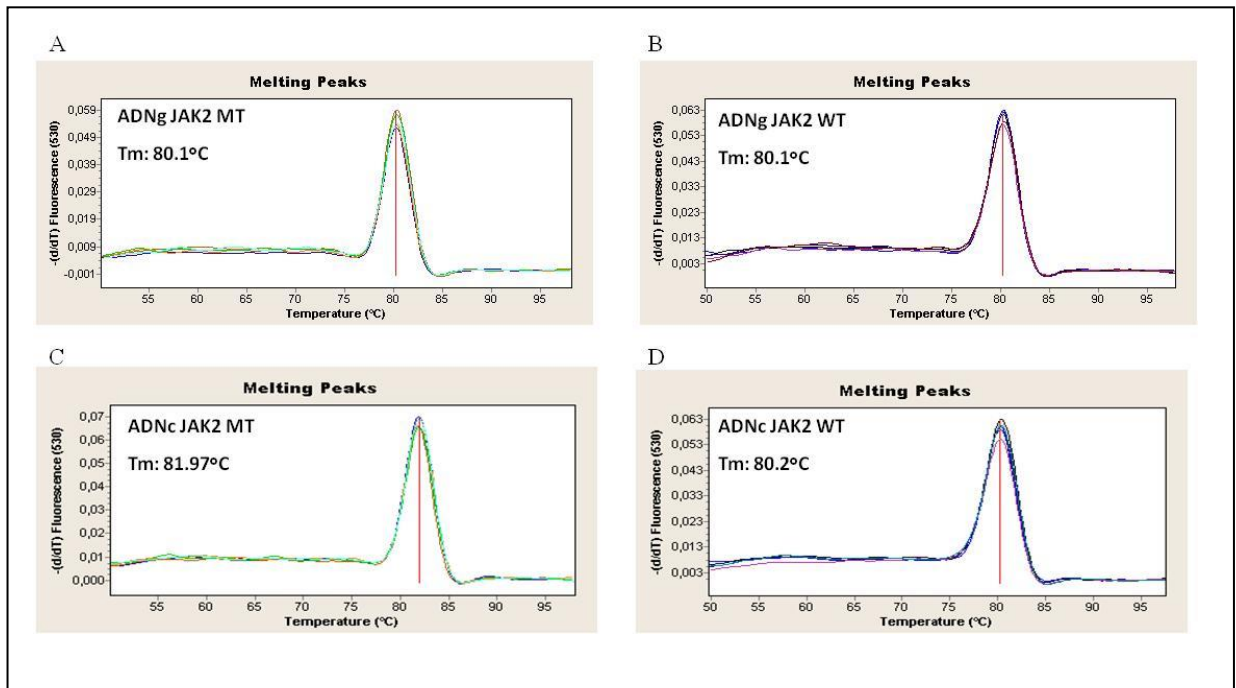 A
Melting Peaks
ADNg JAK2 MT
Tm: 80.1ºC
-(d/dT) Fluorescence (530)
0,059
0,049
0,039
0,029
0,019
0,009
-0,001
55 60 65 70 75 80 85 90 95
Temperature (°C)
B
Melting Peaks
ADNg JAK2 WT
Tm: 80.1ºC
-(d/dT) Fluorescence (530)
0,063
0,053
0,043
0,033
0,023
0,013
0,003
50 55 60 65 70 75 80 85 90 95
Temperature (°C)
C
Melting Peaks
ADNc JAK2 MT
Tm: 81.97ºC
-(d/dT) Fluorescence (530)
0,07
0,06
0,05
0,04
0,02
0,02
0,01
0,000
55 60 65 70 75 80 85 90 95
Temperature (°C)
D
Melting Peaks
ADNc JAK2 WT
Tm: 80.2ºC
-(d/dT) Fluorescence (530)
0,063
0,053
0,043
0,033
0,023
0,013
0,003
50 55 60 65 70 75 80 85 90 95
Temperature (°C)